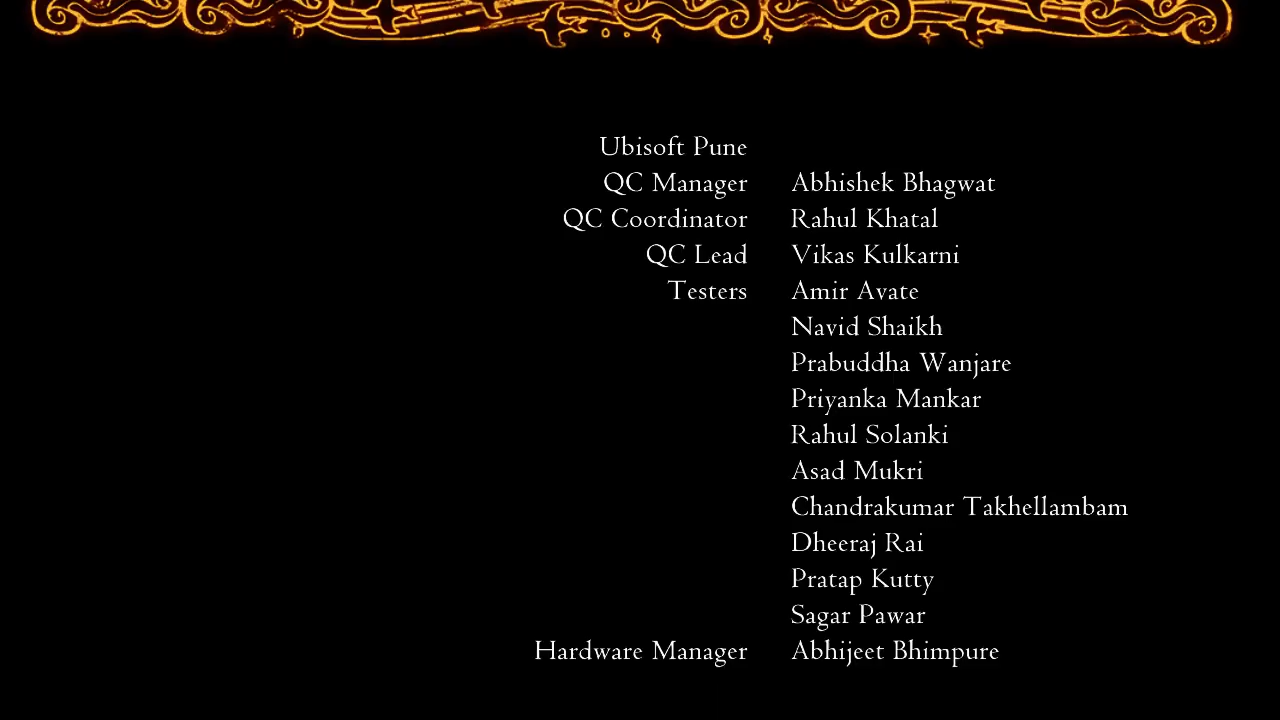 Ubisoft Pune
QC Manager Abhishek Bhagwat
QC Coordinator Rahul Khatal
QC Lead Vikas Kulkarni
Testers Amir Avate
Navid Shaikh
Prabuddha Wanjare
Priyanka Mankar
Rahul Solanki
Asad Mukri
Chandrakumar Takhellambam
Dheeraj Rai
Pratap Kutty
Sagar Pawar
Hardware Manager Abhijeet Bhimpure